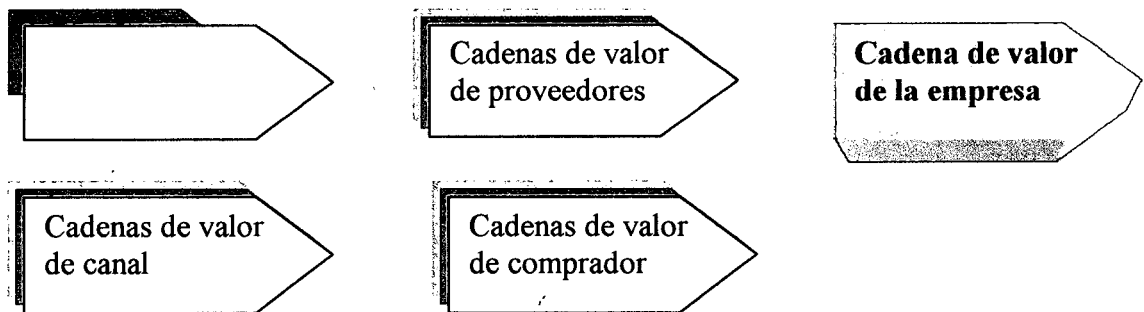 Cadenas de valor
de proveedores
Cadena de valor
de la empresa
Cadenas de valor
de canal
Cadenas de valor
de comprador